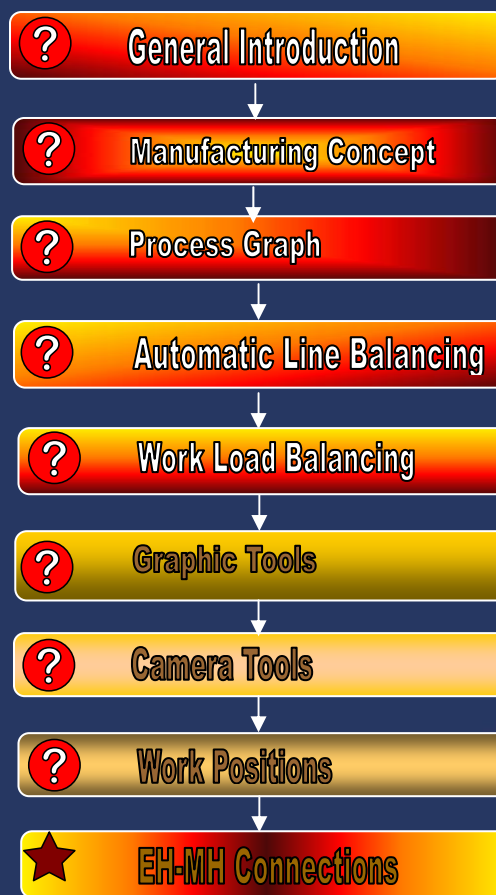 ? General Introduction
? Manufacturing Concept
? Process Graph
? Automatic Line Balancing
? Work Load Balancing
? Graphic Tools
? Camera Tools
? Work Positions
EH-MH Connections